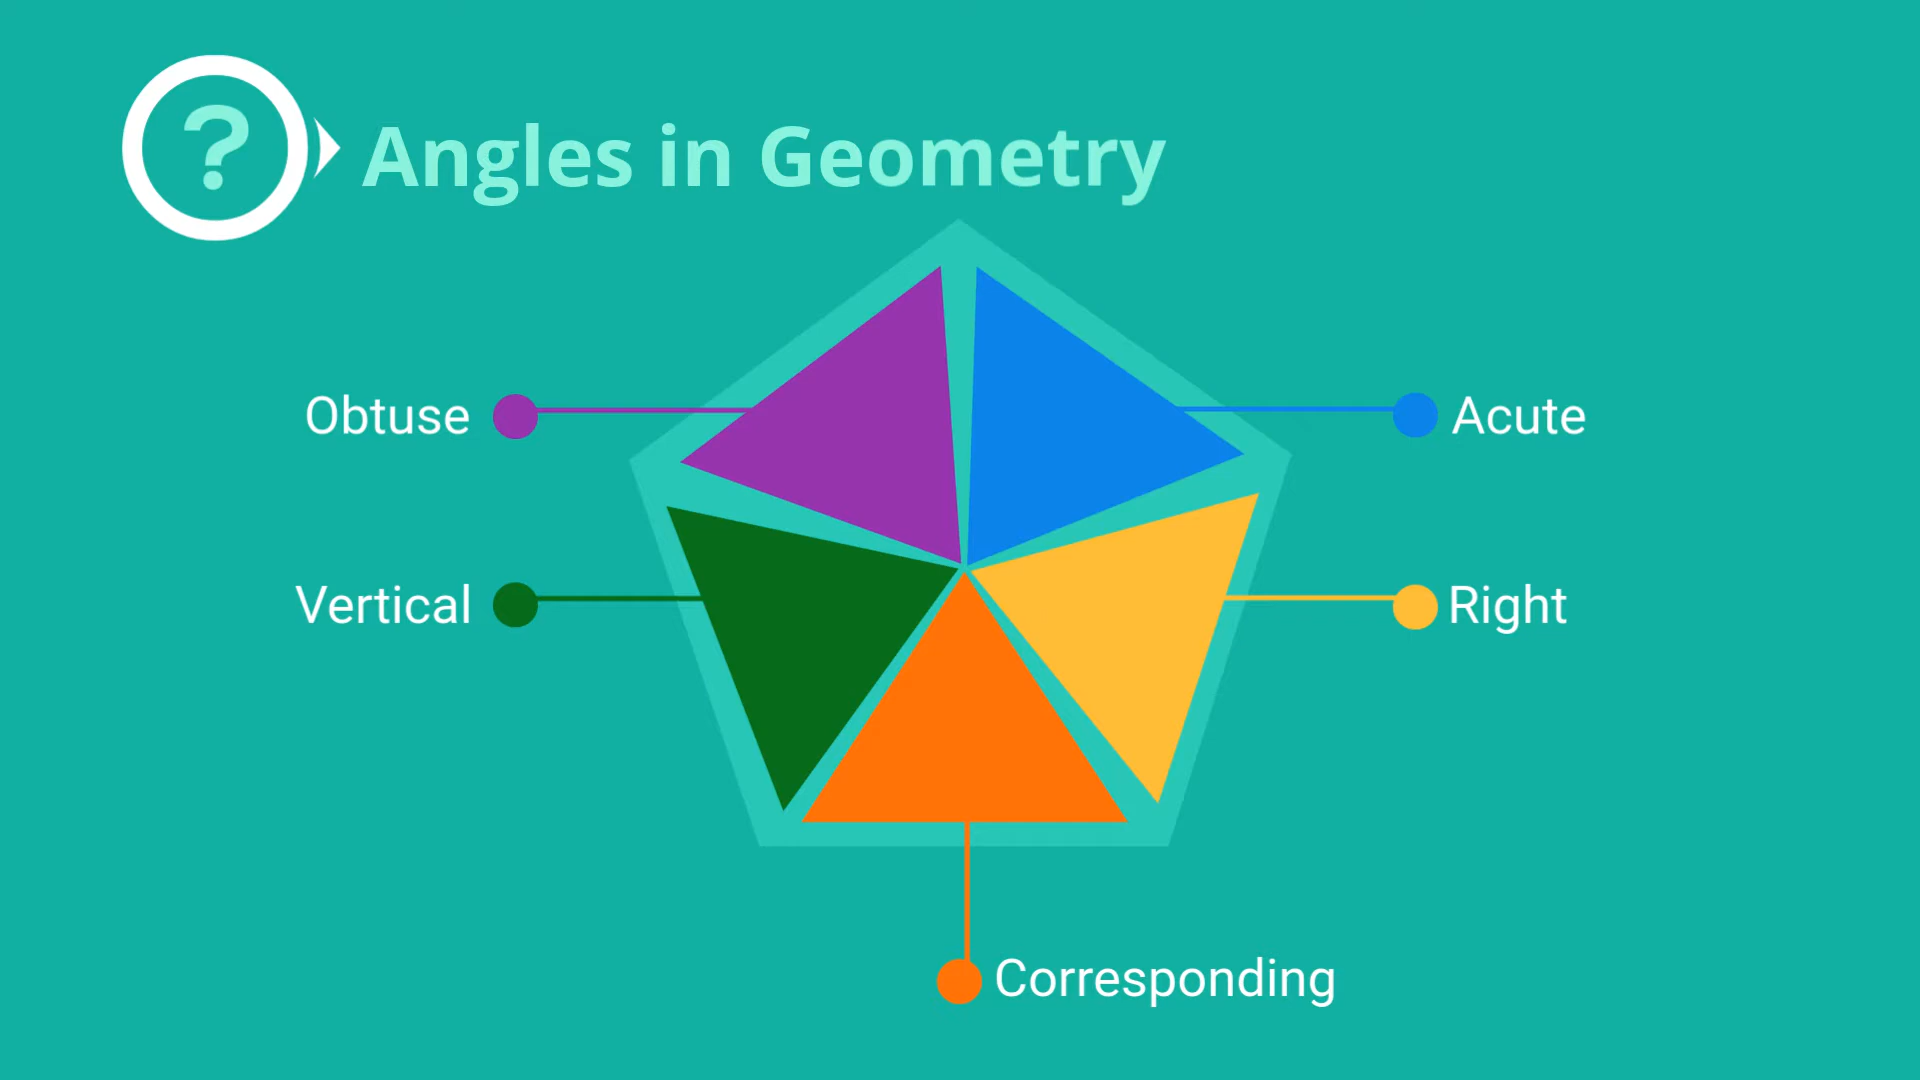 ?
Angles in Geometry
Obtuse
Acute
Vertical
Right
Corresponding